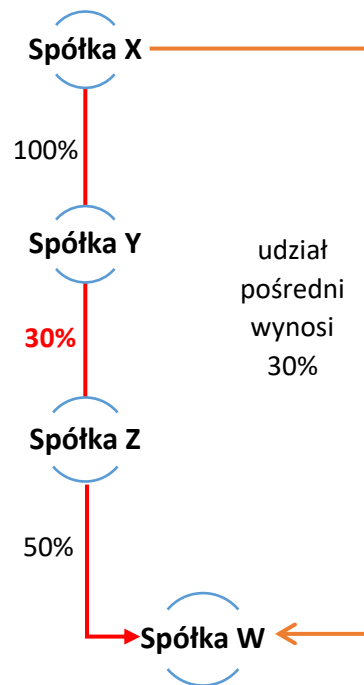 Spółka X
100%
Spółka Y
udział
pośredni
wynosi
30%
30%
Spółka Z
50%
Spółka W